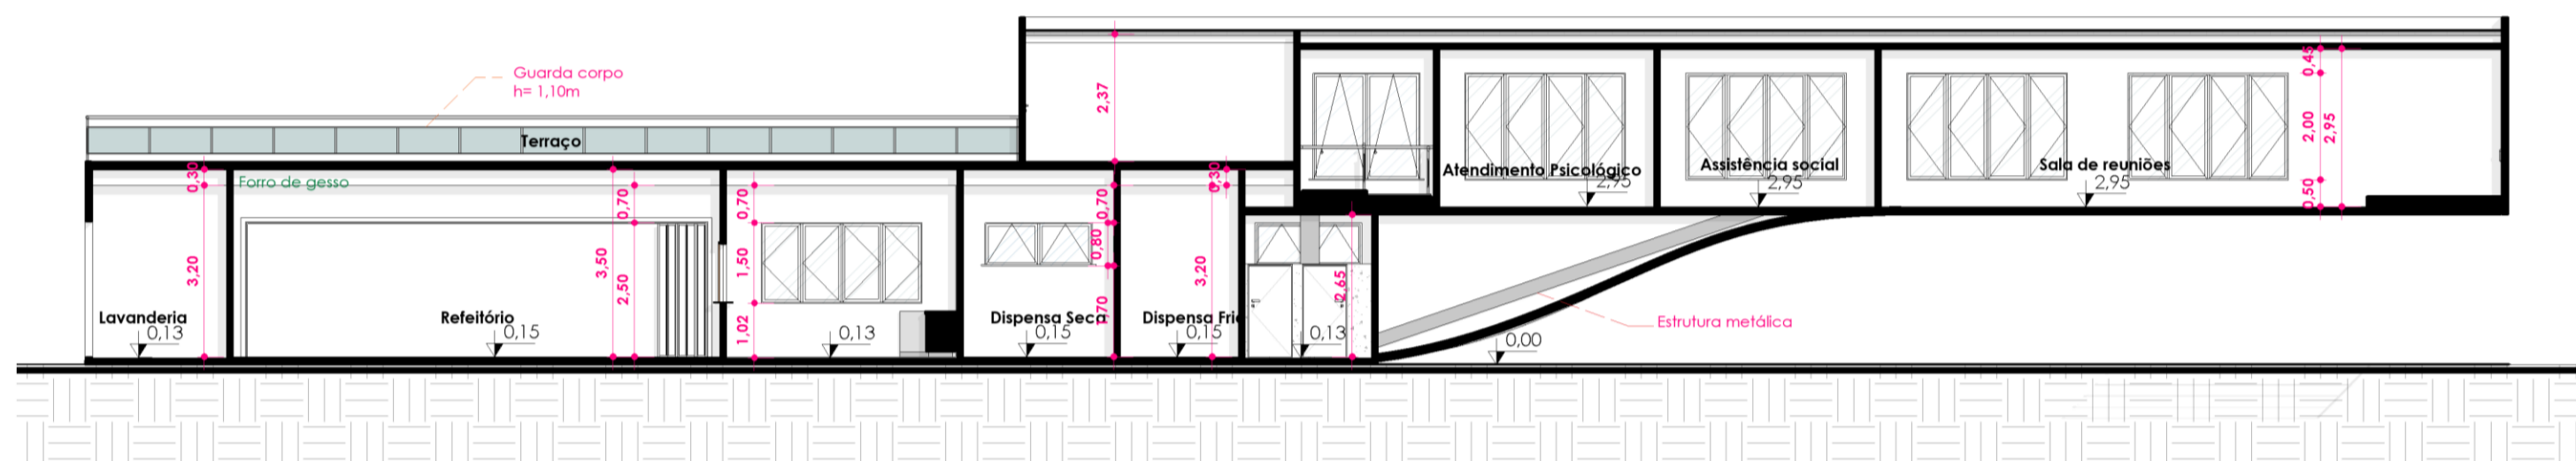 Guarda corpo
h= 1,10m
Terraço
2,37
0,45
2,00
2,95
0,50
Atendimento Psicológico
2,95
Assistência social
2,95
Sala de reuniões
2,95
0,30
Forro de gesso
3,20
Lavanderia
0,13
Refeitório
0,15
3,50
0,70
2,50
0,70
1,50
1,02
0,13
Dispensa Seca
0,15
0,70
0,80
1,70
0,30
3,20
Dispensa Fri
0,15
2,65
0,13
0,00
Estrutura metálica